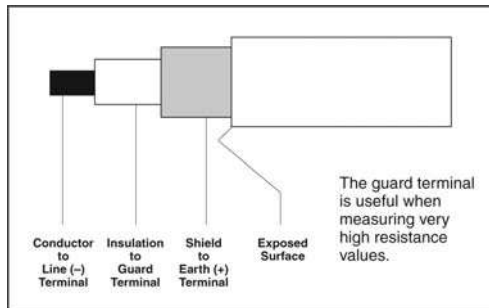 The guard terminal
is useful when
measuring very
high resistance
values.
Conductor
to
Line (–)
Terminal
Insulation
to
Guard
Terminal
Shield
to
Earth (+)
Terminal
Exposed
Surface